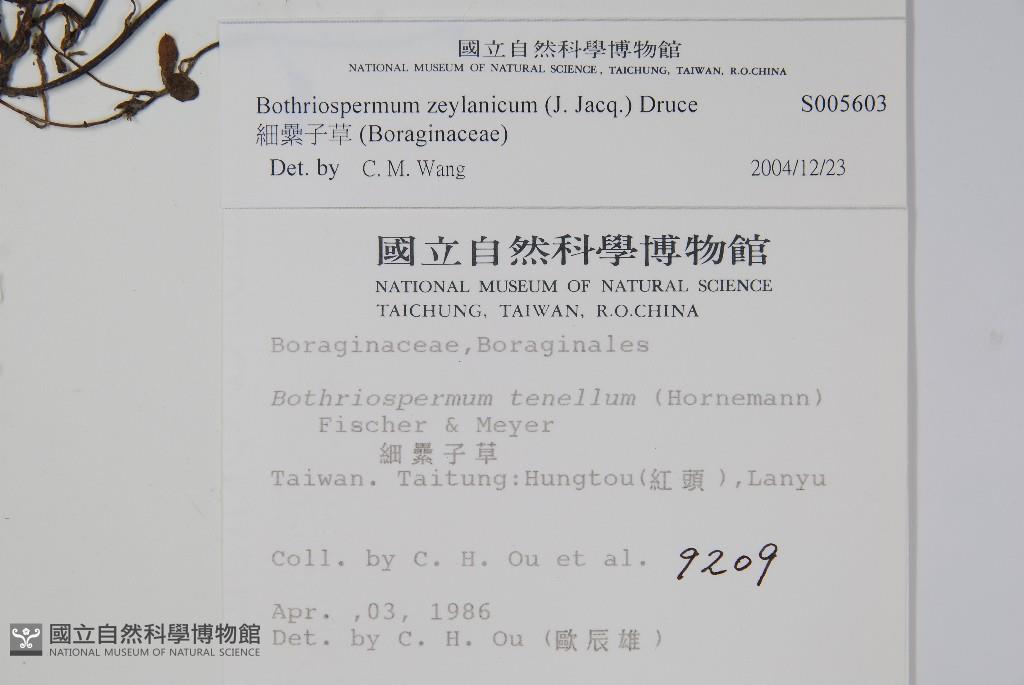 國立自然科學博物館
NATIONAL MUSEUM OF NATURAL SCIENCE, TAICHUNG, TAIWAN, R.O.CHINA
Bothriospermum zeylanicum (J. Jacq.) Druce S005603
細纍子草 (Boraginaceae)
Det. by C. M. Wang 2004/12/23
國立自然科學博物館
NATIONAL MUSEUM OF NATURAL SCIENCE
TAICHUNG, TAIWAN, R.O.CHINA
Boraginaceae,Boraginales
Bothriospermum tenellum (Hornemann)
Fischer & Meyer
細纍子草
Taiwan. Taitung:Hungtou(紅頭),Lanyu
Coll. by C. H. Ou et al. 9209
Apr. ,03, 1986
Det. by C. H. Ou (歐辰雄)
國立自然科學博物館
NATIONAL MUSEUM OF NATURAL SCIENCE